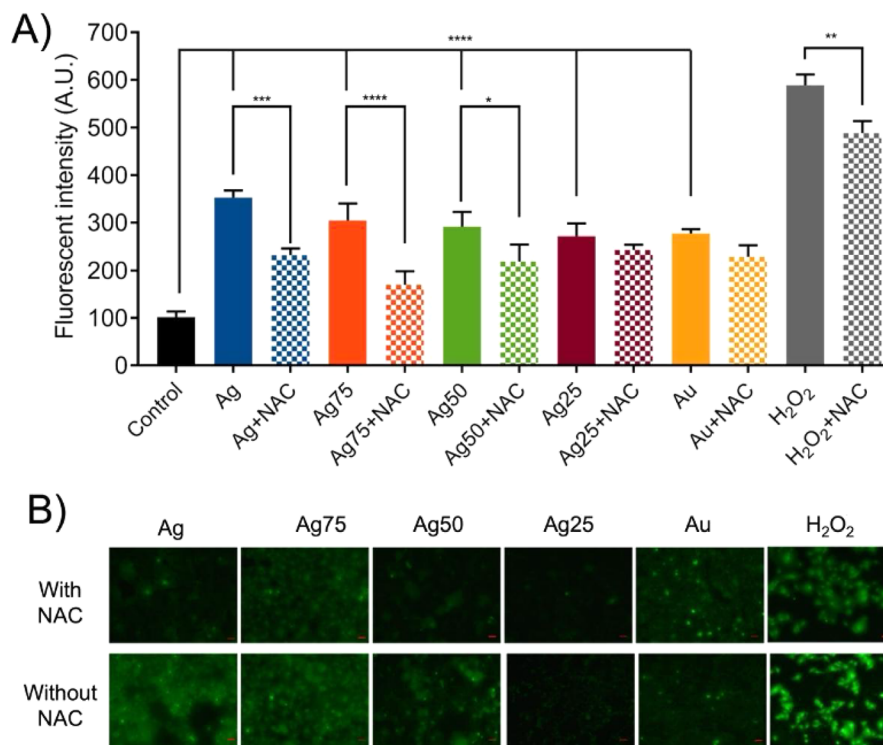 A)
Fluorescent intensity (A.U.)
700
600
500
400
300
200
100
0
****
***
****
*
**
Control
Ag
Ag+NAC
Ag75
Ag75+NAC
Ag50
Ag50+NAC
Ag25
Ag25+NAC
Au
Au+NAC
H₂O₂
H₂O₂+NAC
B)
Ag Ag75 Ag50 Ag25 Au H₂O₂
With
NAC
Without
NAC